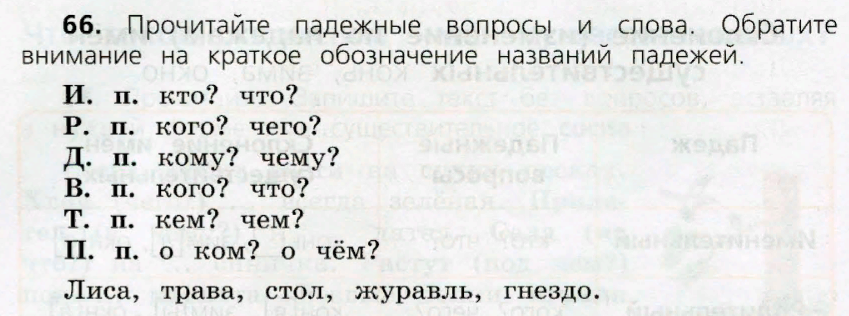 66. Прочитайте падежные вопросы и слова. Обратите
внимание на краткое обозначение названий падежей.
И. п. кто? что?
Р. п. кого? чего?
Д. п. кому? чему?
В. п. кого? что?
Т. п. кем? чем?
П. п. о ком? о чём?
Лиса, трава, стол, журавль, гнездо.